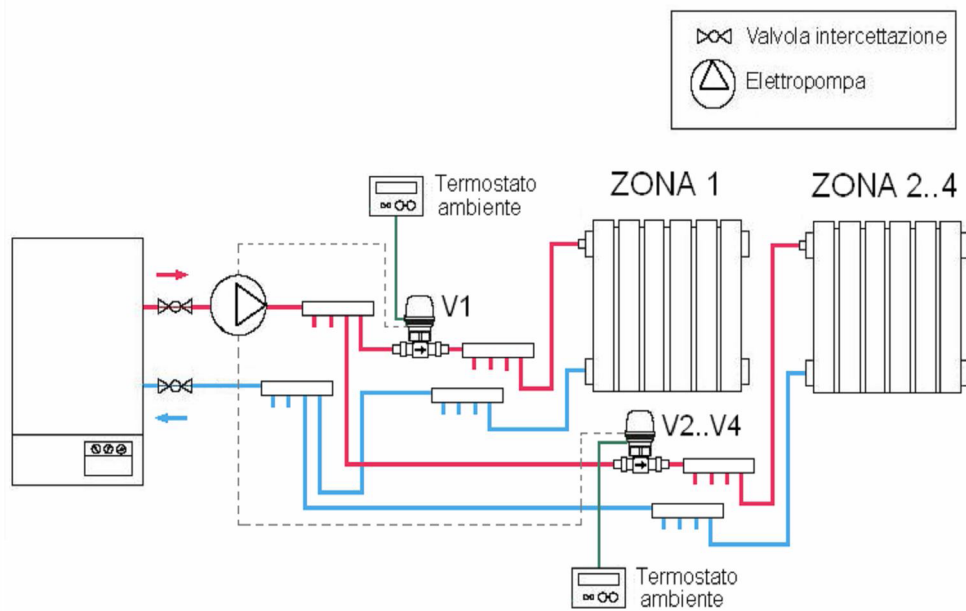 Valvola intercettazione
Elettropompa
Termostato
ambiente
ZONA 1
ZONA 2..4
V1
V2..V4
Termostato
ambiente